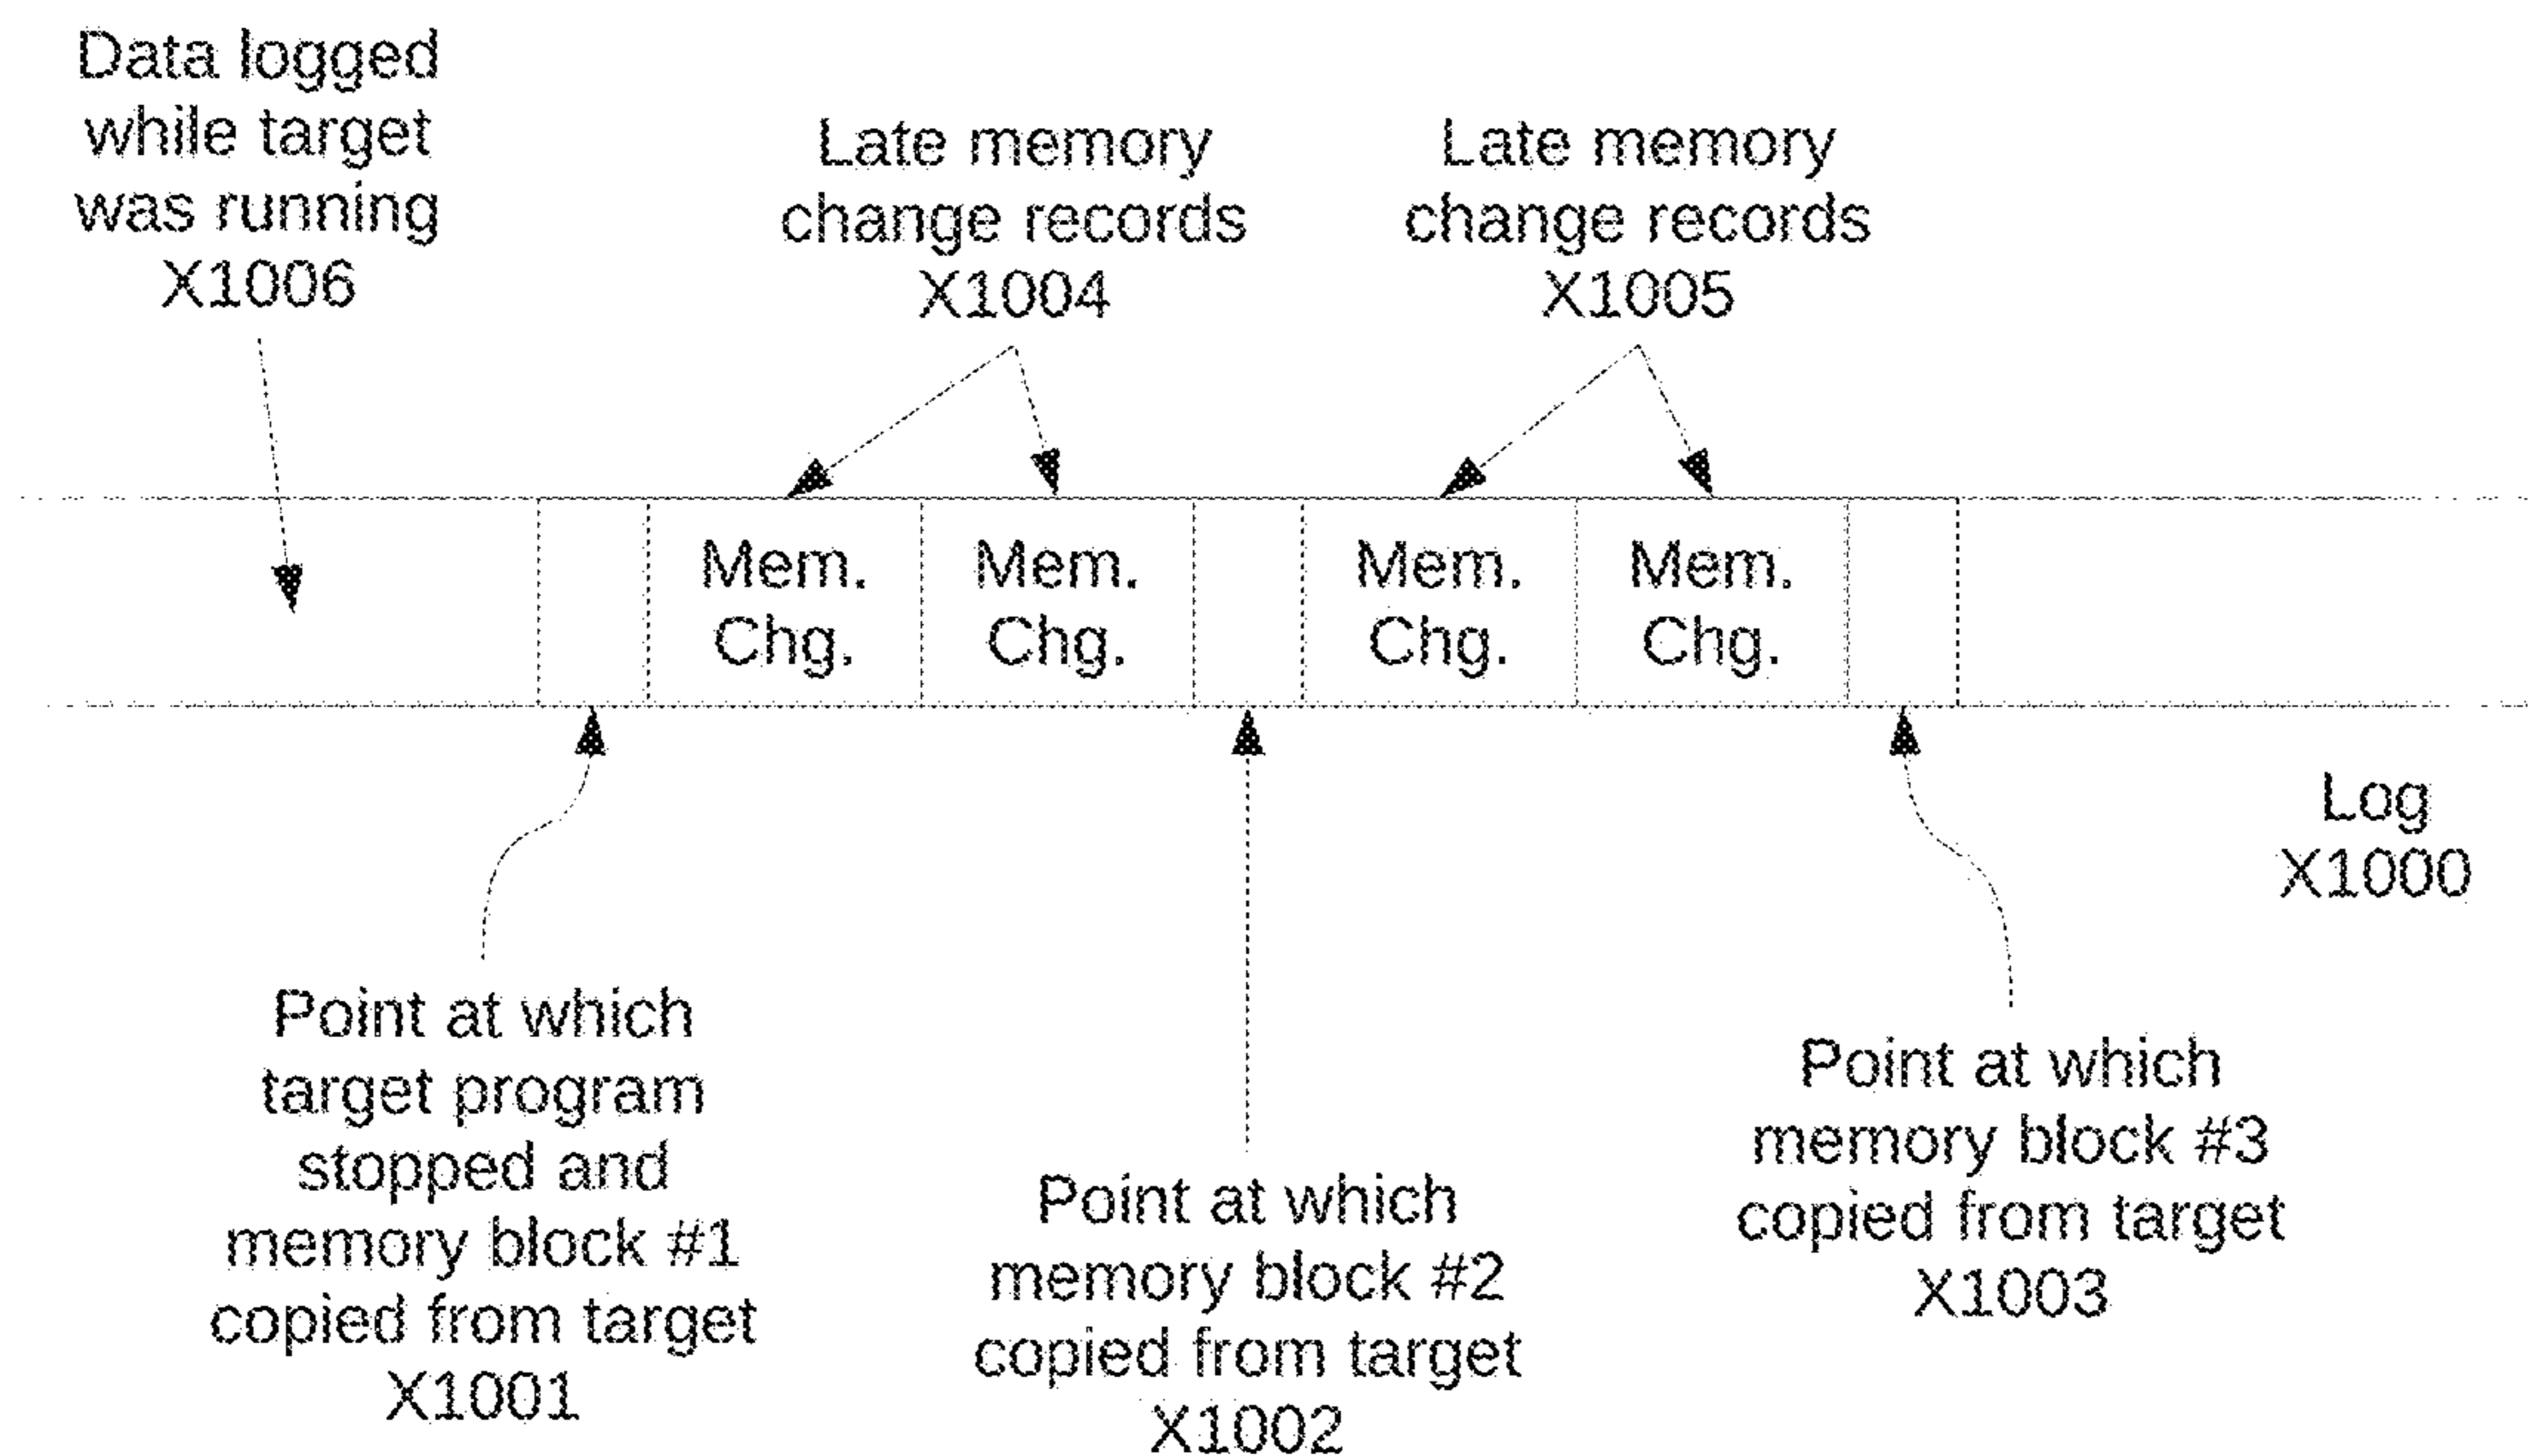 Data logged
while target
was running
X1006
Late memory
change records
X1004
Late memory
change records
X1005
Mem.
Chg.
Mem.
Chg.
Mem.
Chg.
Mem.
Chg.
Log
X1000
Point at which
target program
stopped and
memory block #1
copied from target
X1001
Point at which
memory block #2
copied from target
X1002
Point at which
memory block #3
copied from target
X1003